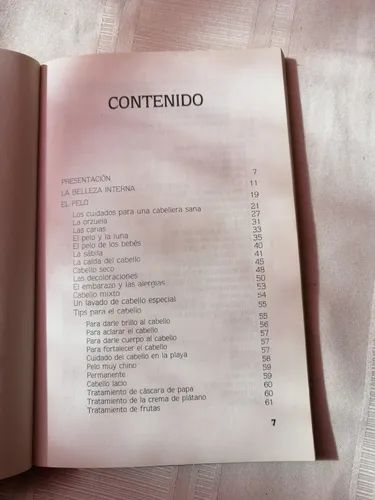 CONTENIDO
PRESENTACIÓN 7
LA BELLEZA INTERNA 11
EL PELO 19
Los cuidados para una cabellera sana 21
La orzuela 27
Las canas 31
El pelo y la luna 33
El pelo de los bebés 35
La sábila 40
La caída del cabello 41
Cabello seco 45
Las decoloraciones 48
El embarazo y las alergias 50
Cabello mixto 53
Un lavado de cabello especial 54
Tips para el cabello 55
Para darle brillo al cabello 55
Para aclarar el cabello 56
Para darle cuerpo al cabello 57
Para fortalecer el cabello 57
Cuidado del cabello en la playa 57
Pelo muy chino 58
Permanente 59
Cabello lacio 59
Tratamiento de cáscara de papa 60
Tratamiento de la crema de plátano 60
Tratamiento de frutas 61
7